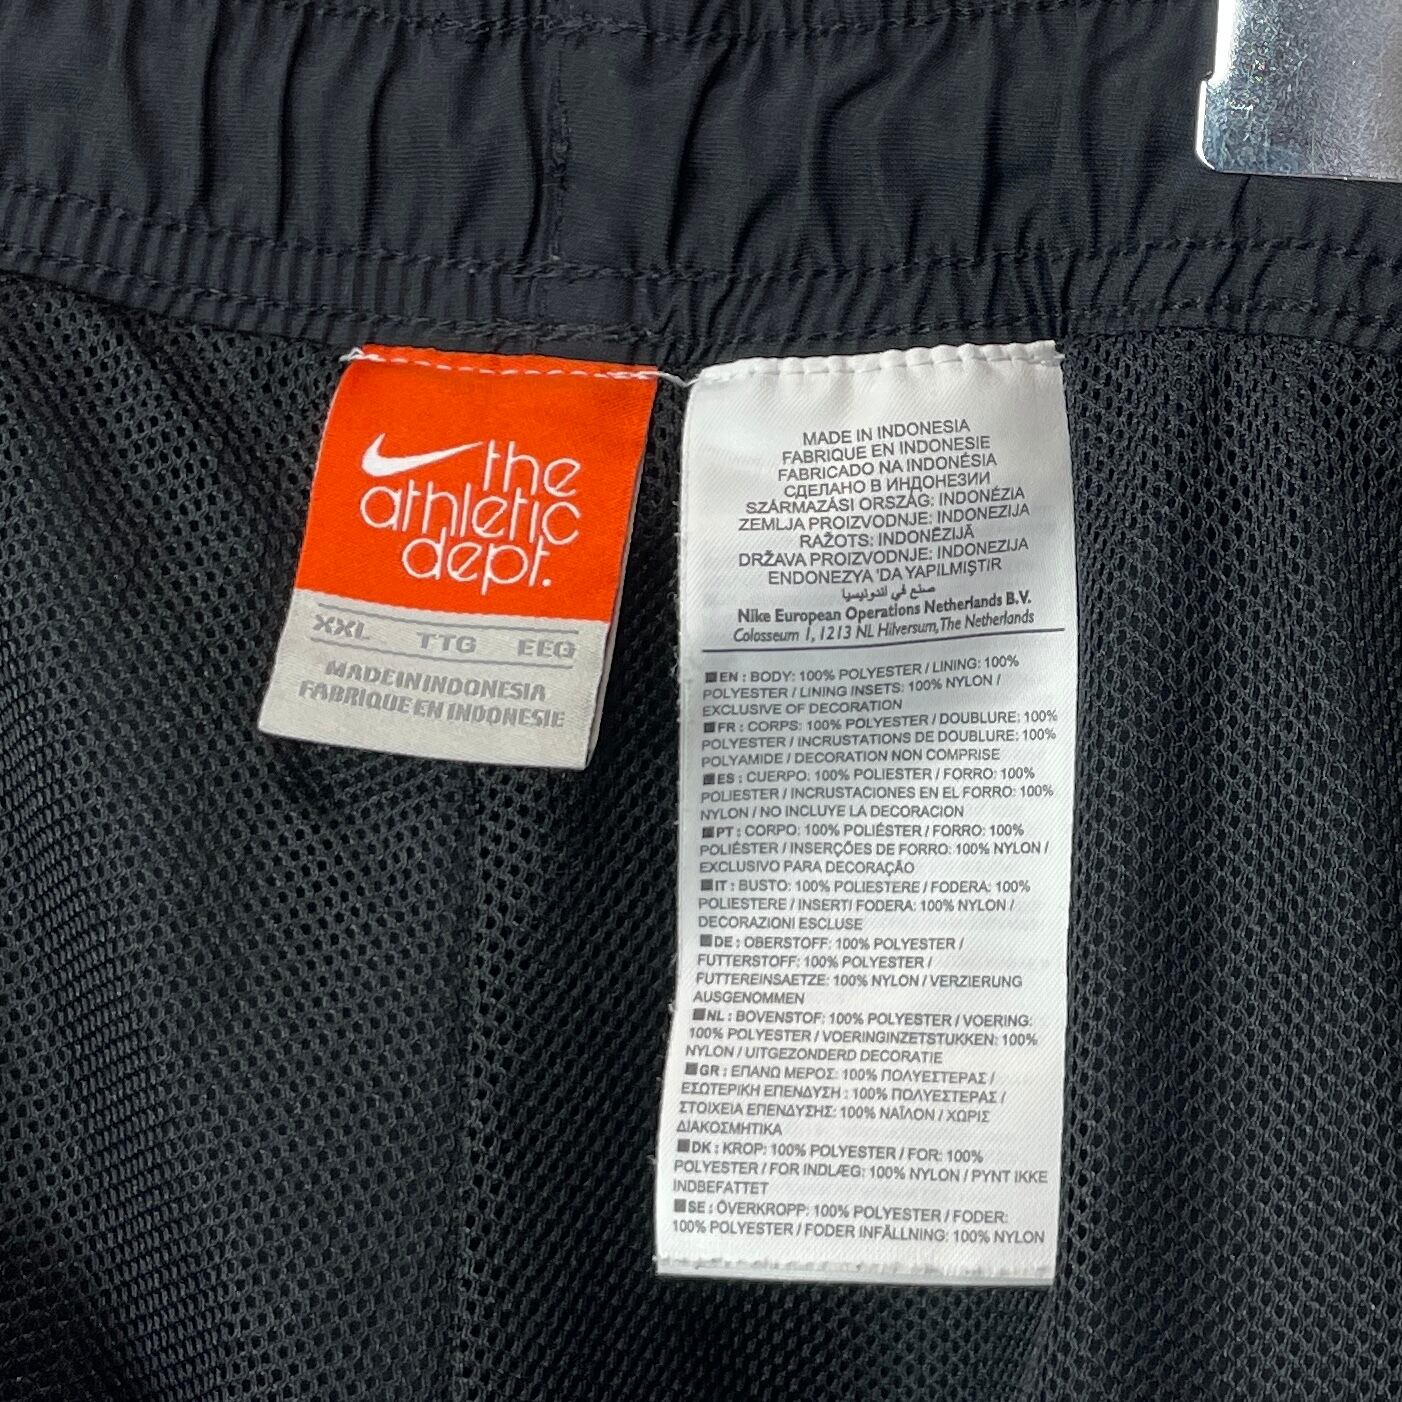 the
athletic
dept.
XXL TTG EEG
MADE IN INDONESIA
FABRIQUE EN INDONESIE
MADE IN INDONESIA
FABRIQUE EN INDONESIE
FABRICADO NA INDONÉSIA
СДЕЛАНО В ИНДОНЕЗИИ
SZÁRMAZÁSI ORSZÁG: INDONÉZIA
ZEMLJA PROIZVODNJE: INDONEZIJA
RAŽOTS: INDONĒZIJĀ
DRŽAVA PROIZVODNJE: INDONEZIJA
ENDONEZYA 'DA YAPILMIŞTIR
صنع في اندونيسيا
Nike European Operations Netherlands B.V.
Colosseum 1, 1213 NL Hilversum, The Netherlands
EN : BODY: 100% POLYESTER / LINING: 100%
POLYESTER / LINING INSETS: 100% NYLON /
EXCLUSIVE OF DECORATION
FR : CORPS: 100% POLYESTER / DOUBLURE: 100%
POLYESTER / INCRUSTATIONS DE DOUBLURE: 100%
POLYAMIDE / DECORATION NON COMPRISE
ES : CUERPO: 100% POLIESTER / FORRO: 100%
POLIESTER / INCRUSTACIONES EN EL FORRO: 100%
NYLON / NO INCLUYE LA DECORACION
PT : CORPO: 100% POLIÉSTER / FORRO: 100%
POLIÉSTER / INSERÇÕES DE FORRO: 100% NYLON /
EXCLUSIVO PARA DECORAÇÃO
IT : BUSTO: 100% POLIESTERE / FODERA: 100%
POLIESTERE / INSERTI FODERA: 100% NYLON /
DECORAZIONI ESCLUSE
DE : OBERSTOFF: 100% POLYESTER /
FUTTERSTOFF: 100% POLYESTER /
FUTTEREINSAETZE: 100% NYLON / VERZIERUNG
AUSGENOMMEN
NL : BOVENSTOF: 100% POLYESTER / VOERING:
100% POLYESTER / VOERINGINZETSTUKKEN: 100%
NYLON / UITGEZONDERD DECORATIE
GR : ΕΠΑΝΩ ΜΕΡΟΣ: 100% ΠΟΛΥΕΣΤΕΡΑΣ /
ΕΣΩΤΕΡΙΚΗ ΕΠΕΝΔΥΣΗ : 100% ΠΟΛΥΕΣΤΕΡΑΣ /
ΣΤΟΙΧΕΙΑ ΕΠΕΝΔΥΣΗΣ: 100% ΝΑΪΛΟΝ / ΧΩΡΙΣ
ΔΙΑΚΟΣΜΗΤΙΚΑ
DK : KROP: 100% POLYESTER / FOR: 100%
POLYESTER / FOR INDLÆG: 100% NYLON / PYNT IKKE
INDBEFATTET
SE : ÖVERKROPP: 100% POLYESTER / FODER:
100% POLYESTER / FODER INFÄLLNING: 100% NYLON